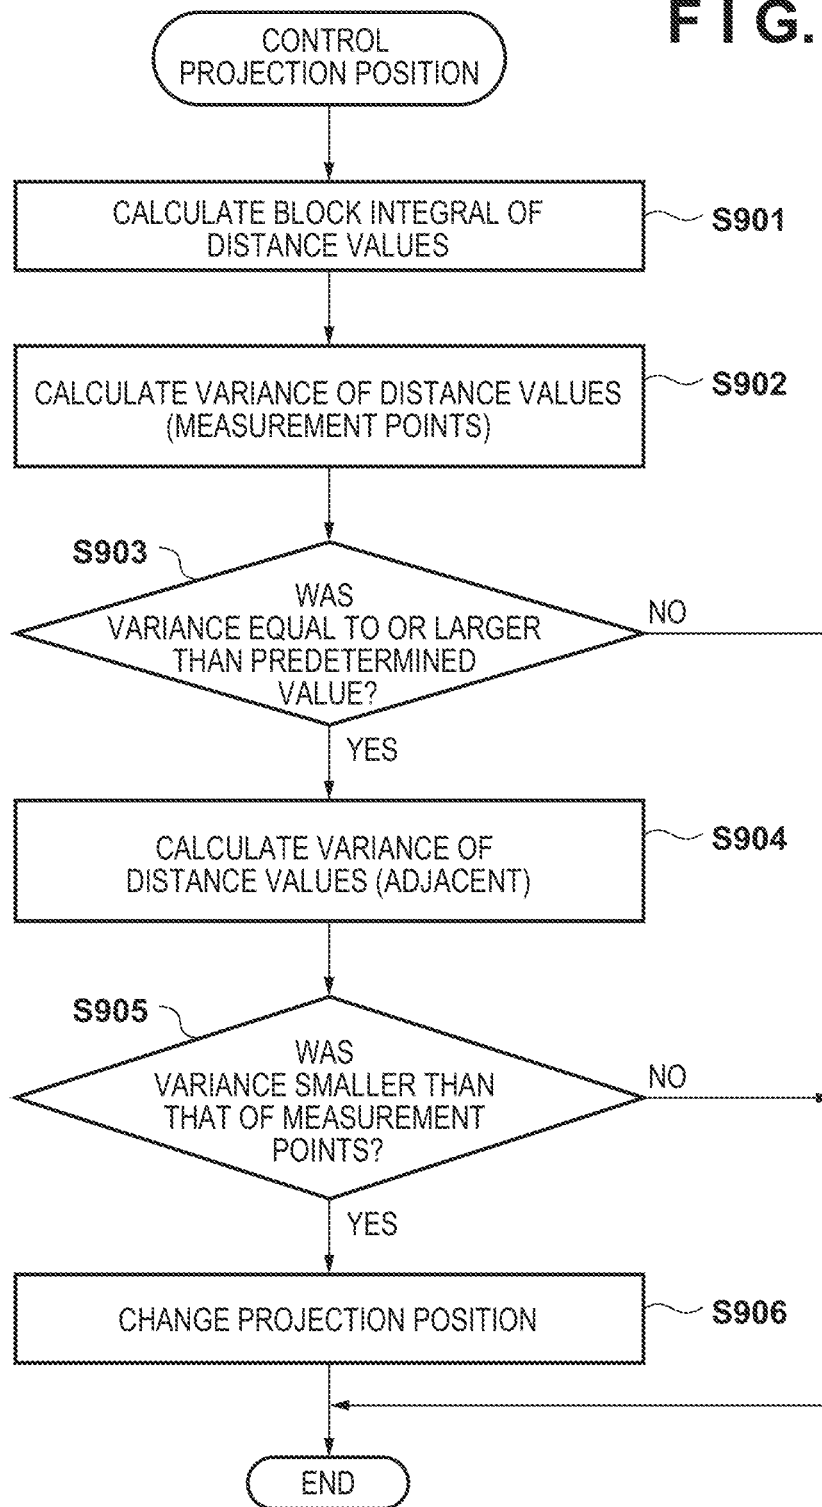 FIG.
CONTROL
PROJECTION POSITION
CALCULATE BLOCK INTEGRAL OF
DISTANCE VALUES
S901
CALCULATE VARIANCE OF DISTANCE VALUES
(MEASUREMENT POINTS)
S902
S903
WAS
VARIANCE EQUAL TO OR LARGER
THAN PREDETERMINED
VALUE?
NO
YES
CALCULATE VARIANCE OF
DISTANCE VALUES (ADJACENT)
S904
S905
WAS
VARIANCE SMALLER THAN
THAT OF MEASUREMENT
POINTS?
NO
YES
CHANGE PROJECTION POSITION
S906
END